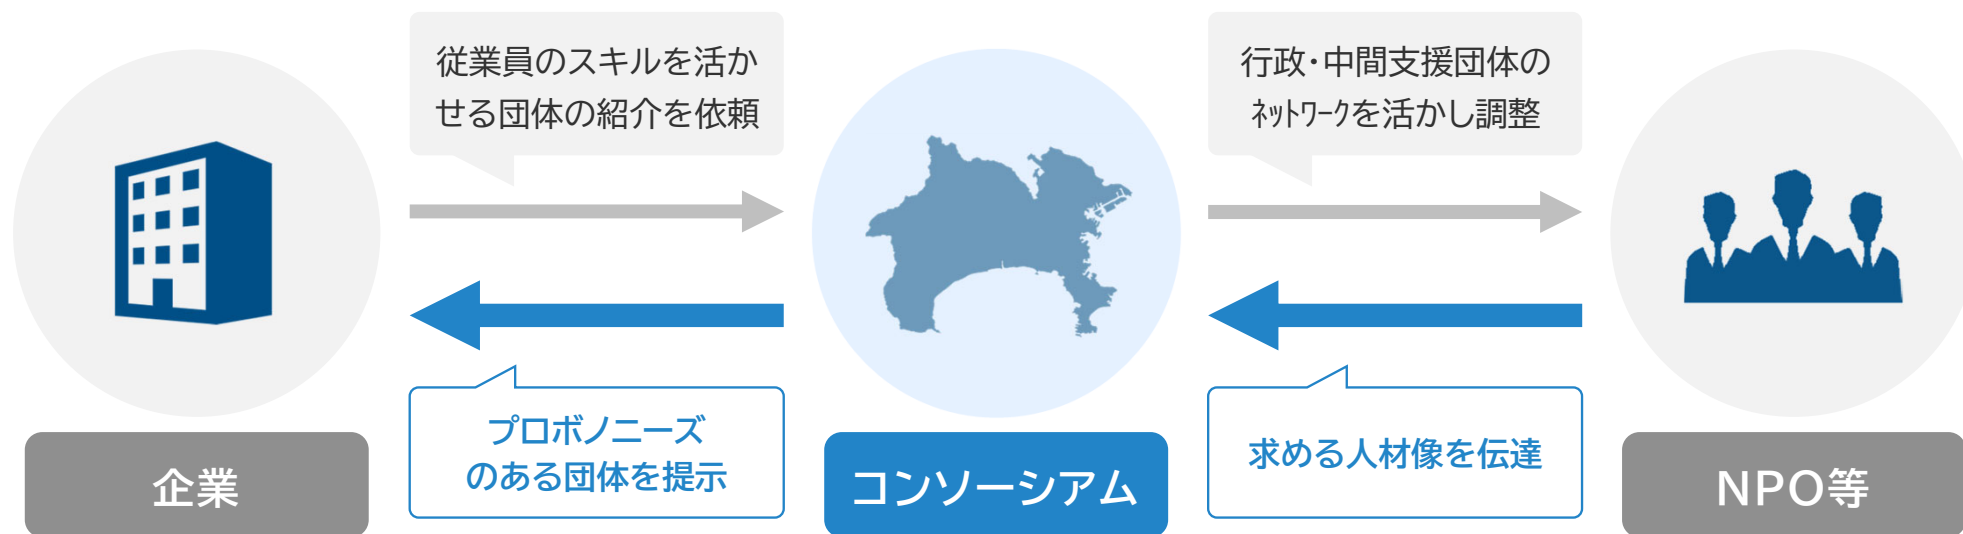 従業員のスキルを活か
せる団体の紹介を依頼
行政・中間支援団体の
ﾈｯﾄﾜｰｸを活かし調整
プロボノニーズ
のある団体を提示
求める人材像を伝達
企業
コンソーシアム
NPO等